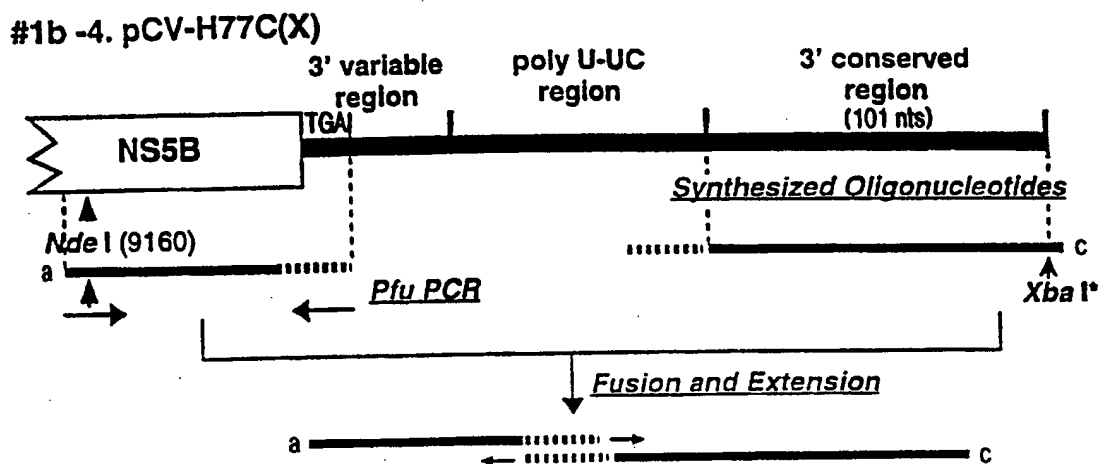 #1b -4. pCV-H77C(X)
3' variable
region
poly U-UC
region
3' conserved
region
(101 nts)
TGA
NS5B
Synthesized Oligonucleotides
Nde I (9160)
a
c
Pfu PCR
Xba I*
Fusion and Extension
a
c